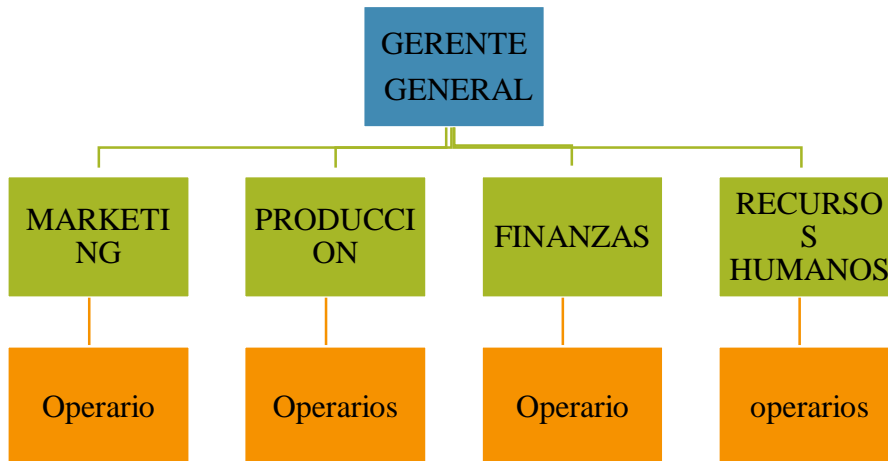 GERENTE
GENERAL
MARKETI
NG
PRODUCCI
ON
FINANZAS
RECURSO
S
HUMANOS
Operario
Operarios
Operario
operarios